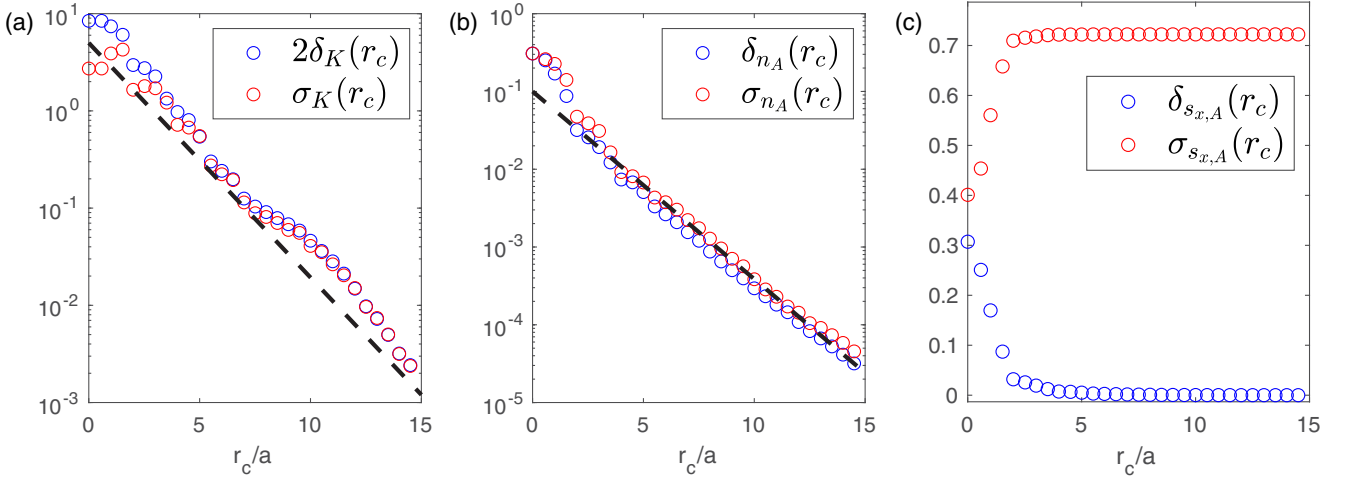 (a)
10^1
10^0
10^{-1}
10^{-2}
10^{-3}
0
5
10
15
r_c/a
2δ_K(r_c)
σ_K(r_c)
(b)
10^0
10^{-1}
10^{-2}
10^{-3}
10^{-4}
10^{-5}
0
5
10
15
r_c/a
δ_{n_A}(r_c)
σ_{n_A}(r_c)
(c)
0.7
0.6
0.5
0.4
0.3
0.2
0.1
0
0
5
10
15
r_c/a
δ_{s_{x,A}}(r_c)
σ_{s_{x,A}}(r_c)